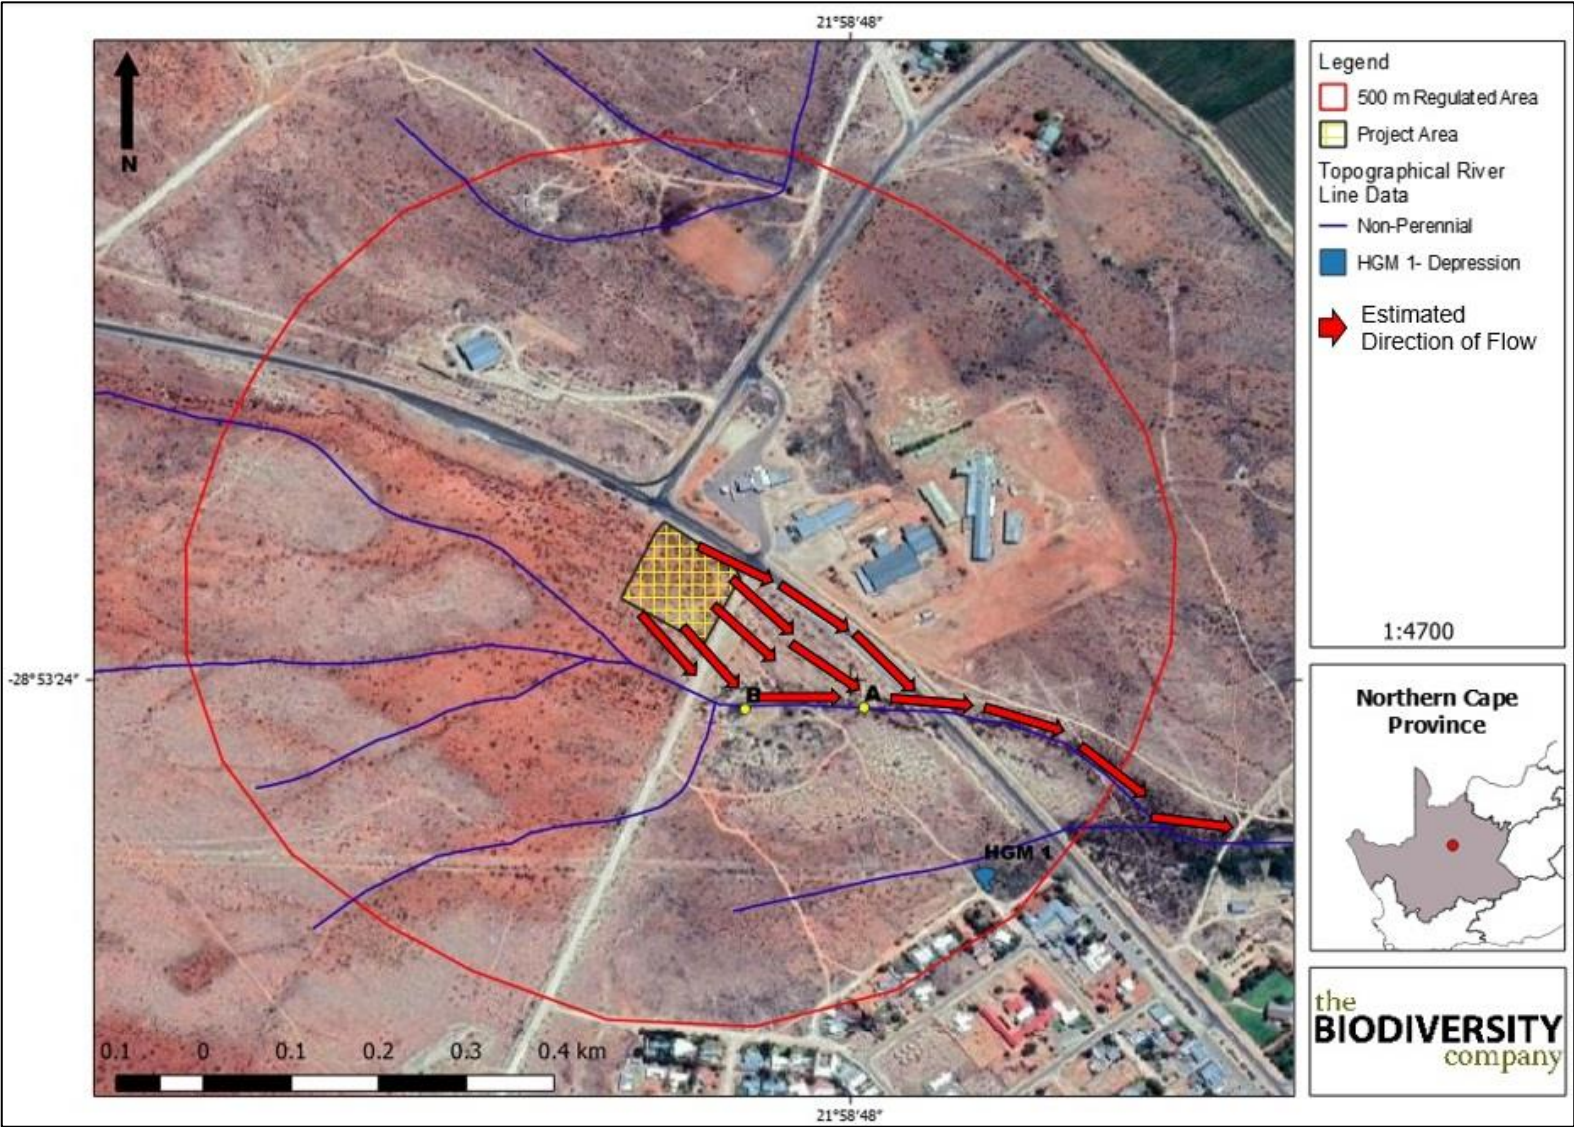 21°58'48"
N
-28°53'24"
B
A
HGM 1
0.1 0 0.1 0.2 0.3 0.4 km
21°58'48"
Legend
500 m Regulated Area
Project Area
Topographical River
Line Data
Non-Perennial
HGM 1- Depression
Estimated
Direction of Flow
1:4700
Northern Cape
Province
the
BIODIVERSITY
company